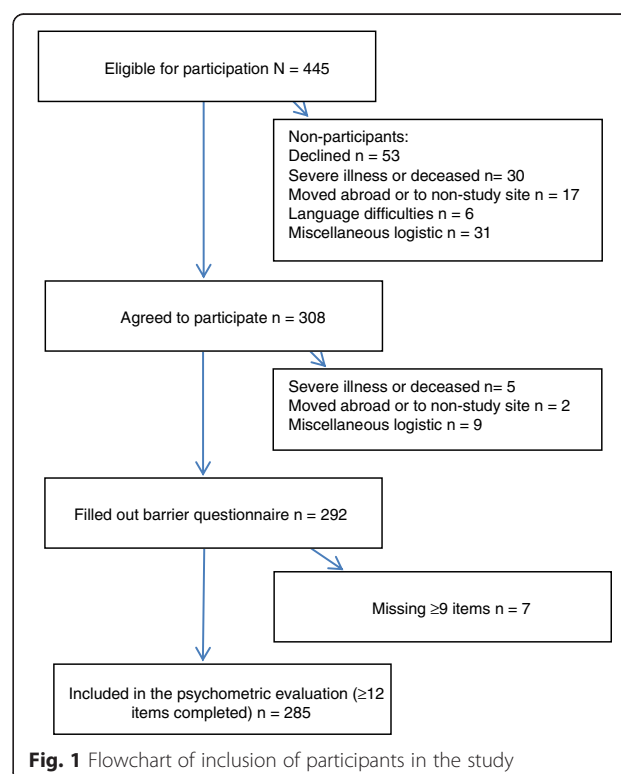 Eligible for participation N = 445
Non-participants:
Declined n = 53
Severe illness or deceased n= 30
Moved abroad or to non-study site n = 17
Language difficulties n = 6
Miscellaneous logistic n = 31
Agreed to participate n = 308
Severe illness or deceased n= 5
Moved abroad or to non-study site n = 2
Miscellaneous logistic n = 9
Filled out barrier questionnaire n = 292
Missing ≥9 items n = 7
Included in the psychometric evaluation (≥12
items completed) n = 285
Fig. 1 Flowchart of inclusion of participants in the study